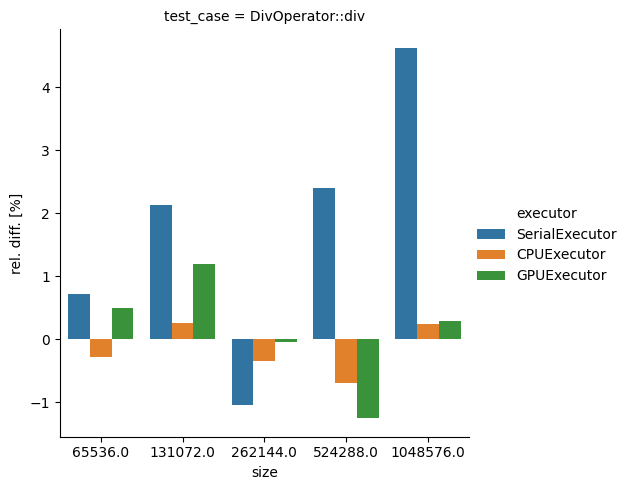 test_case = DivOperator::div
rel. diff. [%]
4
3
2
1
0
−1
65536.0 131072.0 262144.0 524288.0 1048576.0
size
executor
SerialExecutor
CPUExecutor
GPUExecutor